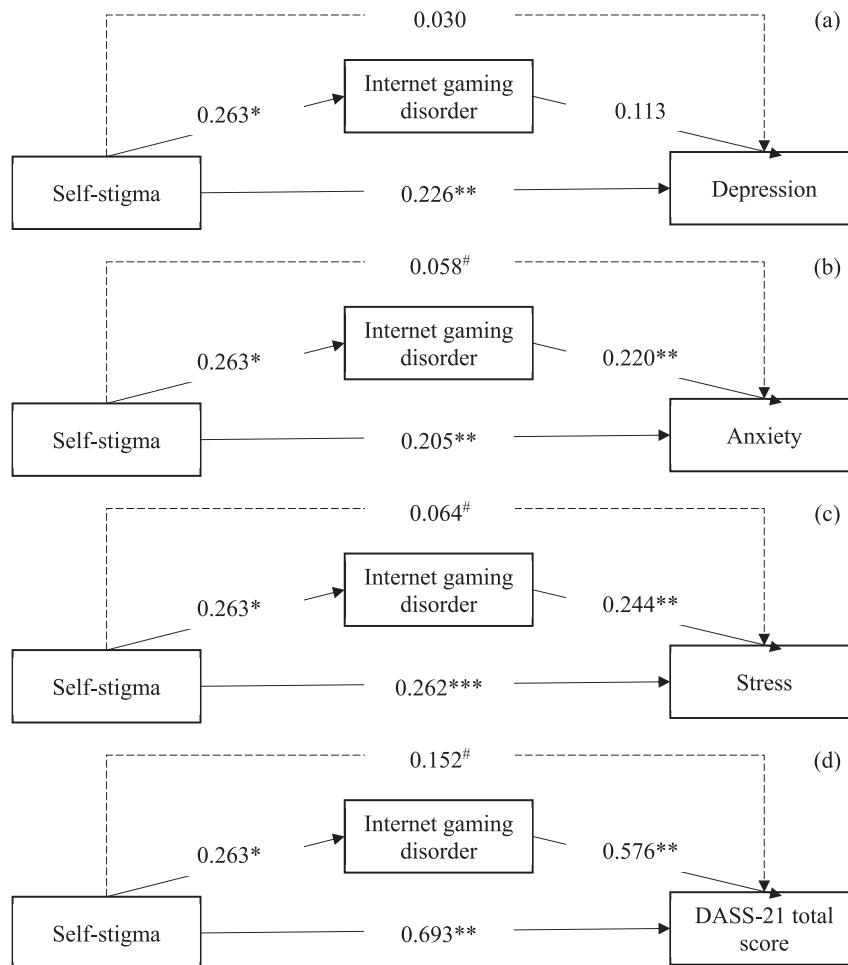 0.030
(a)
Internet gaming
disorder
0.263*
0.113
Self-stigma
0.226**
Depression
0.058#
(b)
Internet gaming
disorder
0.263*
0.220**
Self-stigma
0.205**
Anxiety
0.064#
(c)
Internet gaming
disorder
0.263*
0.244**
Self-stigma
0.262***
Stress
0.152#
(d)
Internet gaming
disorder
0.263*
0.576**
Self-stigma
0.693**
DASS-21 total
score